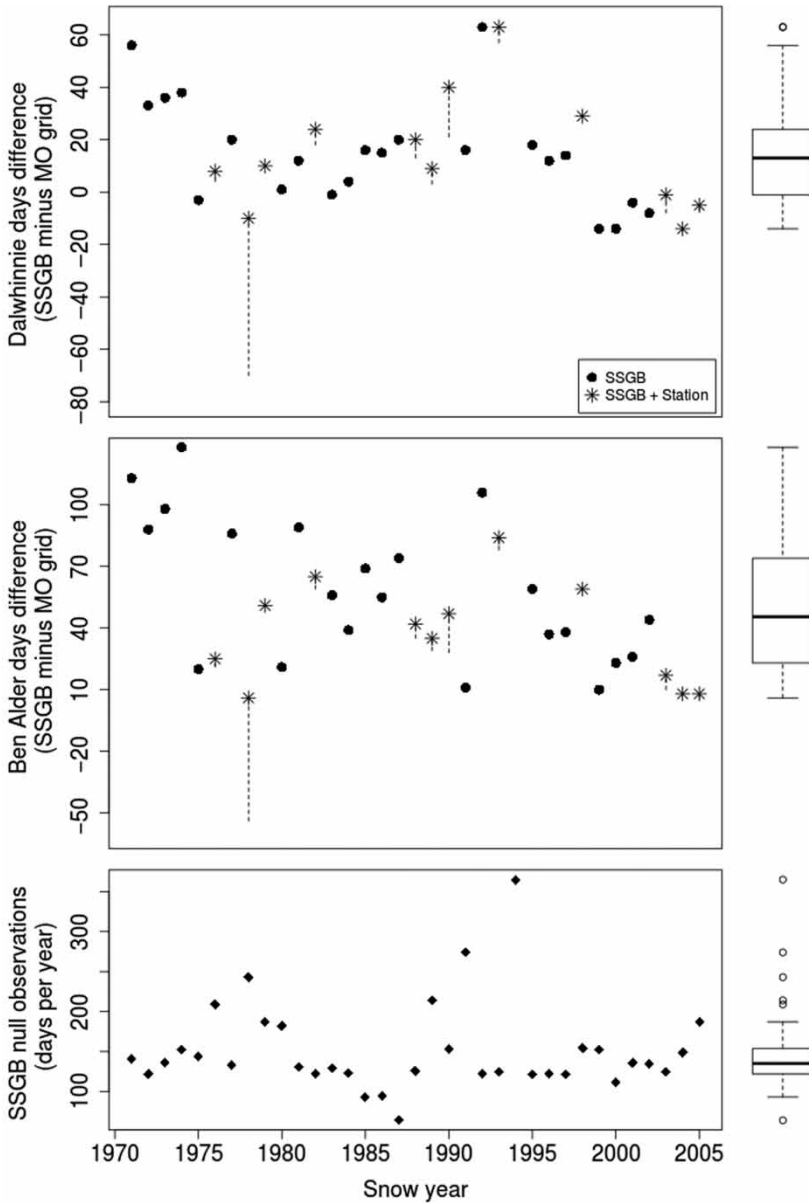 Dalwhinnie days difference
(SSGB minus MO grid)
60
40
20
0
−20
−40
−60
−80
SSGB
SSGB + Station
Ben Alder days difference
(SSGB minus MO grid)
100
70
40
10
−20
−50
SSGB null observations
(days per year)
300
200
100
1970 1975 1980 1985 1990 1995 2000 2005
Snow year